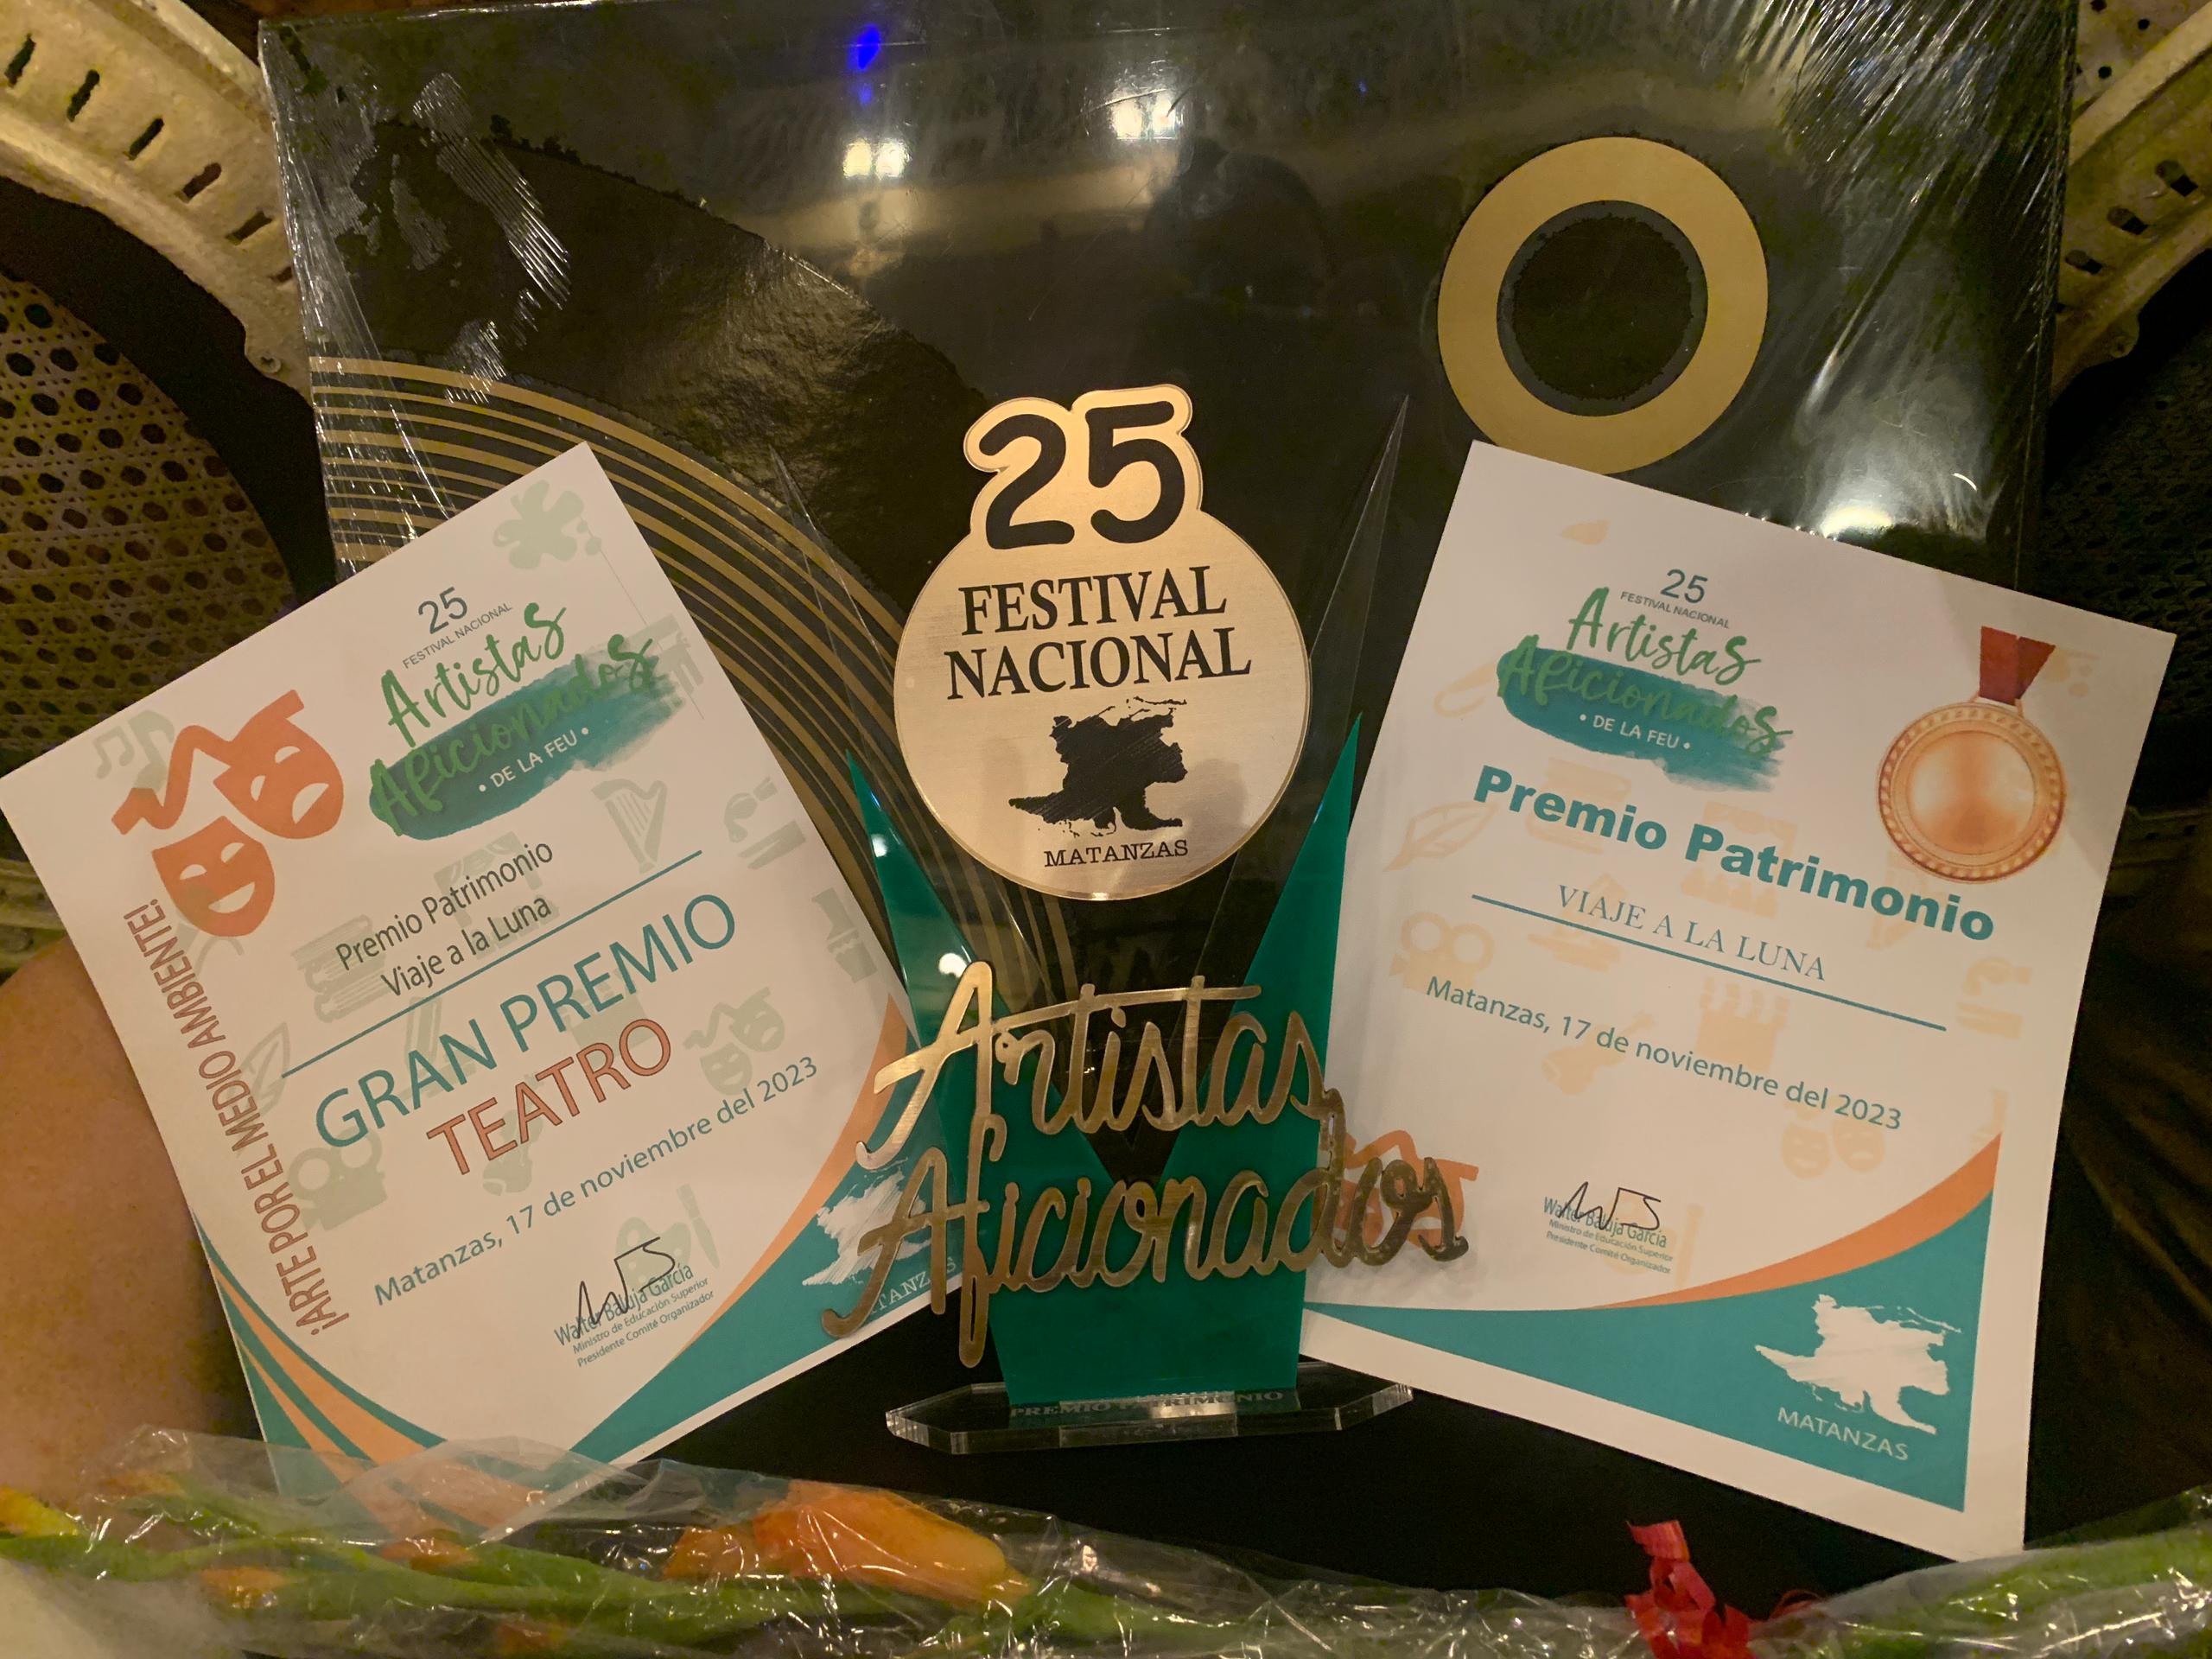 25
FESTIVAL NACIONAL
Artistas
Aficionados
• DE LA FEU •
Premio Patrimonio
Viaje a la Luna
GRAN PREMIO
TEATRO
Matanzas, 17 de noviembre del 2023
Walter Baluja García
Ministro de Educación Superior
Presidente Comité Organizador
¡ARTE POR EL MEDIO AMBIENTE!
25
FESTIVAL
NACIONAL
MATANZAS
Artistas
Aficionados
PREMIO PATRIMONIO
25
FESTIVAL NACIONAL
Artistas
Aficionados
• DE LA FEU •
Premio Patrimonio
VIAJE A LA LUNA
Matanzas, 17 de noviembre del 2023
Walter Baluja García
Ministro de Educación Superior
Presidente Comité Organizador
MATANZAS